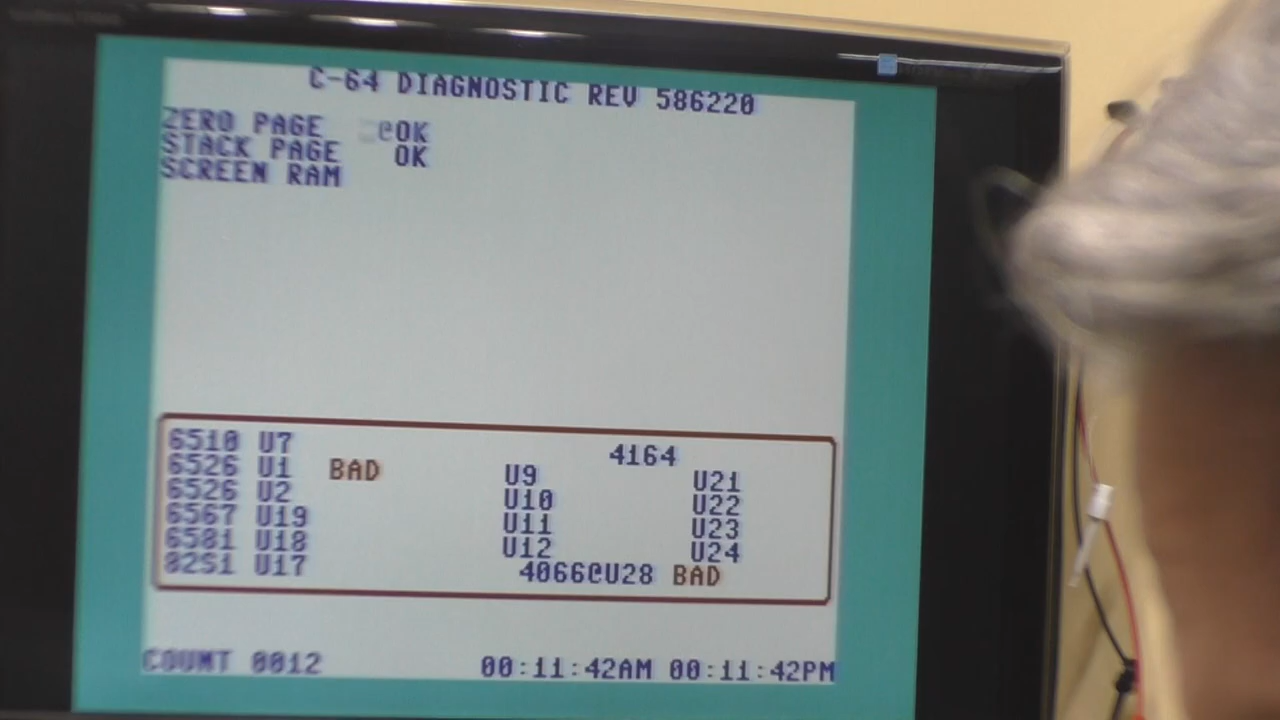 C-64 DIAGNOSTIC REV 586220
ZERO PAGE @OK
STACK PAGE OK
SCREEN RAM
6510 U7
6526 U1 BAD
6526 U2
6567 U19
6581 U18
82S1 U17
4164
U9 U21
U10 U22
U11 U23
U12 U24
4066@U28 BAD
COUNT 0012 00:11:42AM 00:11:42PM